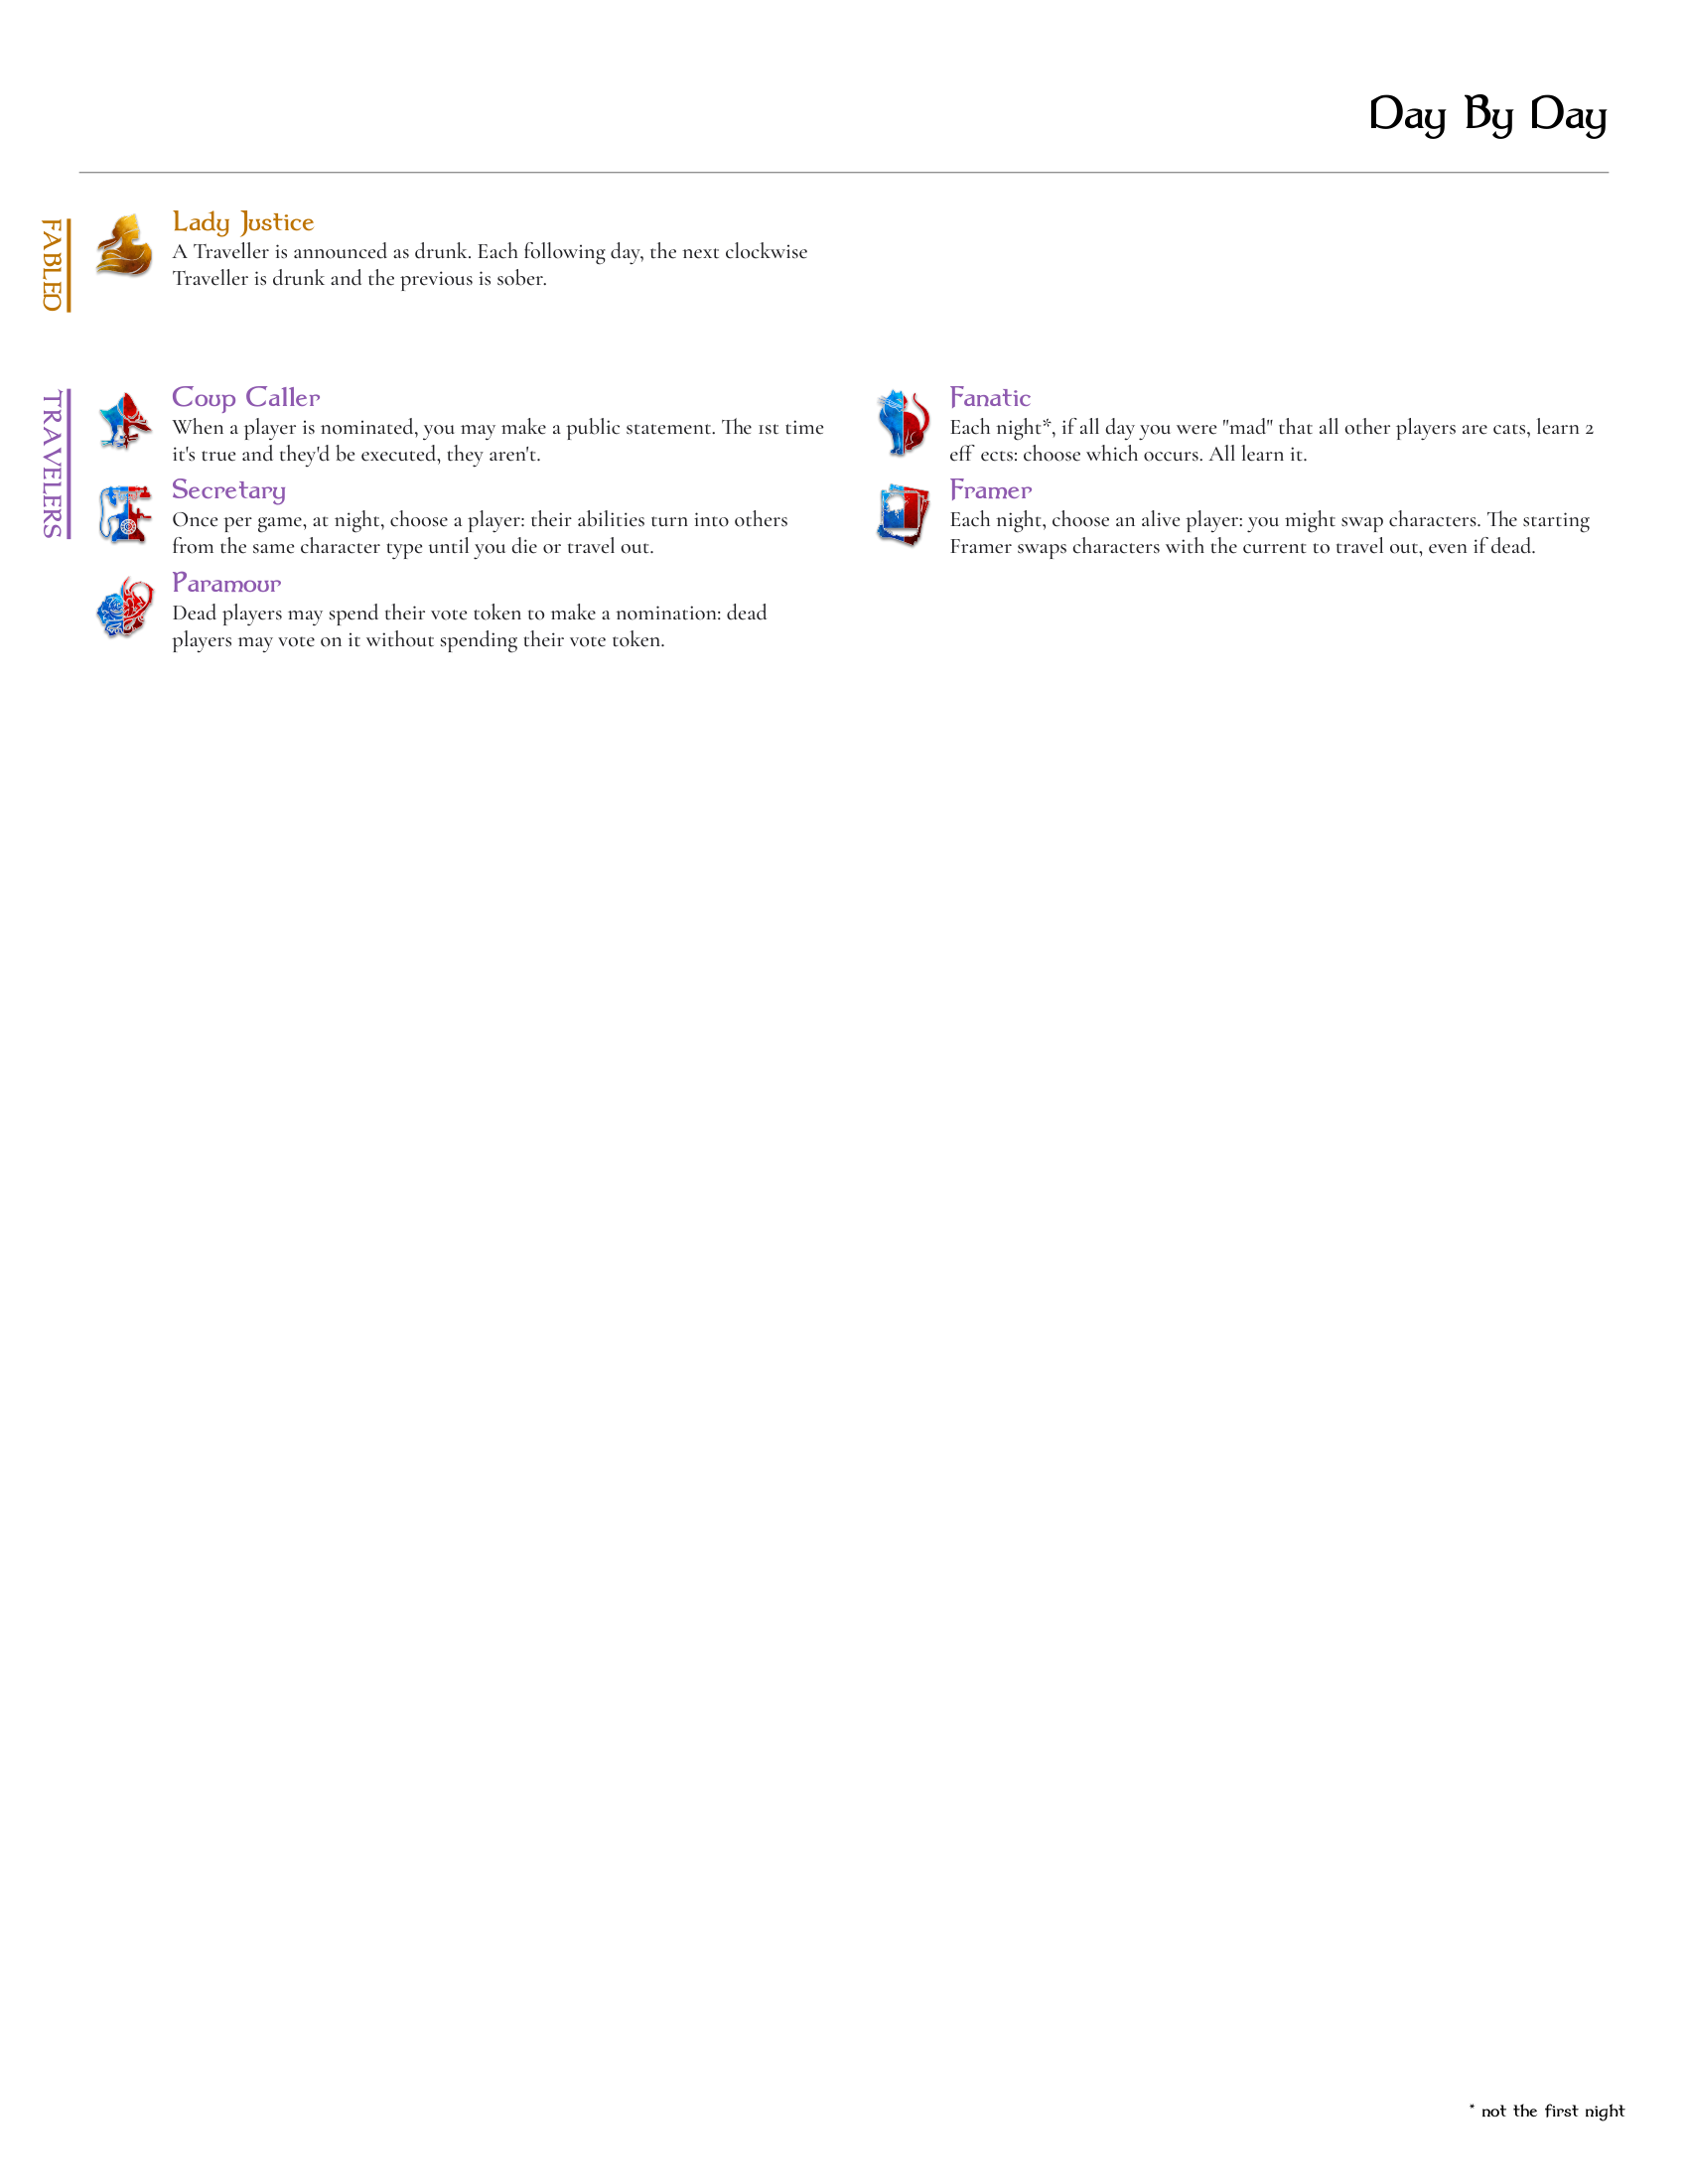 Day By Day
FABLED
Lady Justice
A Traveller is announced as drunk. Each following day, the next clockwise
Traveller is drunk and the previous is sober.
TRAVELERS
Coup Caller
When a player is nominated, you may make a public statement. The 1st time
it's true and they'd be executed, they aren't.
Secretary
Once per game, at night, choose a player: their abilities turn into others
from the same character type until you die or travel out.
Paramour
Dead players may spend their vote token to make a nomination: dead
players may vote on it without spending their vote token.
Fanatic
Each night*, if all day you were "mad" that all other players are cats, learn 2
eff ects: choose which occurs. All learn it.
Framer
Each night, choose an alive player: you might swap characters. The starting
Framer swaps characters with the current to travel out, even if dead.
* not the first night